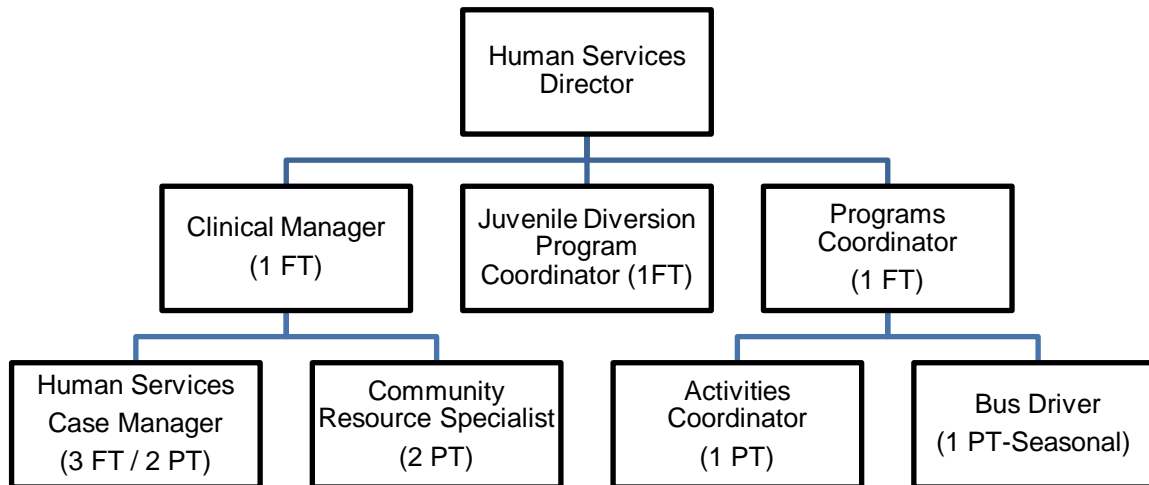 Human Services
Director
Clinical Manager
(1 FT)
Juvenile Diversion
Program
Coordinator (1FT)
Programs
Coordinator
(1 FT)
Human Services
Case Manager
(3 FT / 2 PT)
Community
Resource Specialist
(2 PT)
Activities
Coordinator
(1 PT)
Bus Driver
(1 PT-Seasonal)